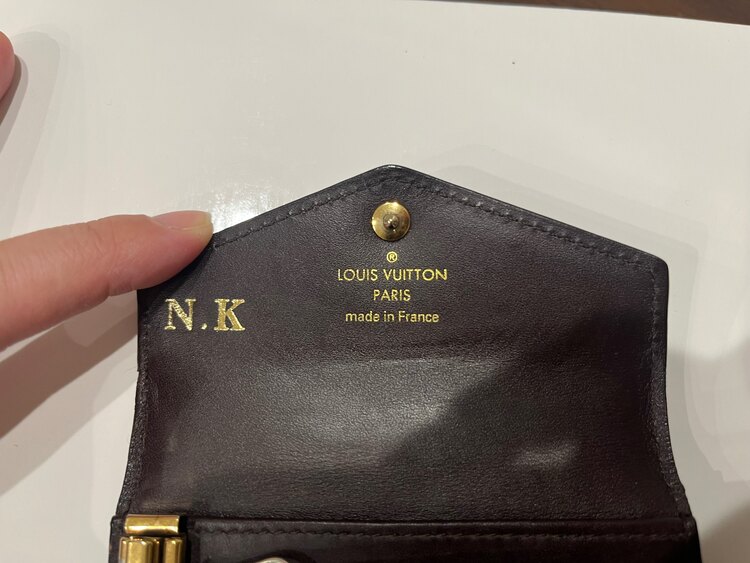 ®
LOUIS VUITTON
PARIS
made in France
N.K